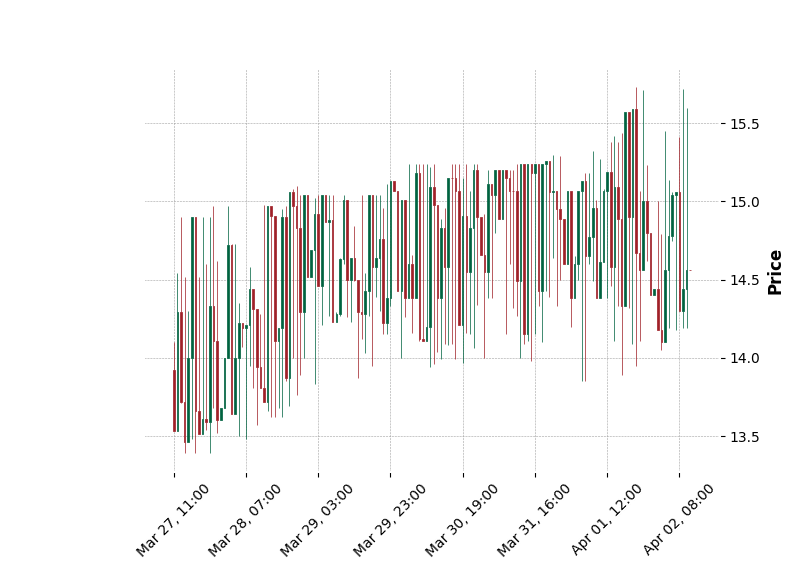 15.5
15.0
14.5
14.0
13.5
Price
Mar 27, 11:00
Mar 28, 07:00
Mar 29, 03:00
Mar 29, 23:00
Mar 30, 19:00
Mar 31, 16:00
Apr 01, 12:00
Apr 02, 08:00